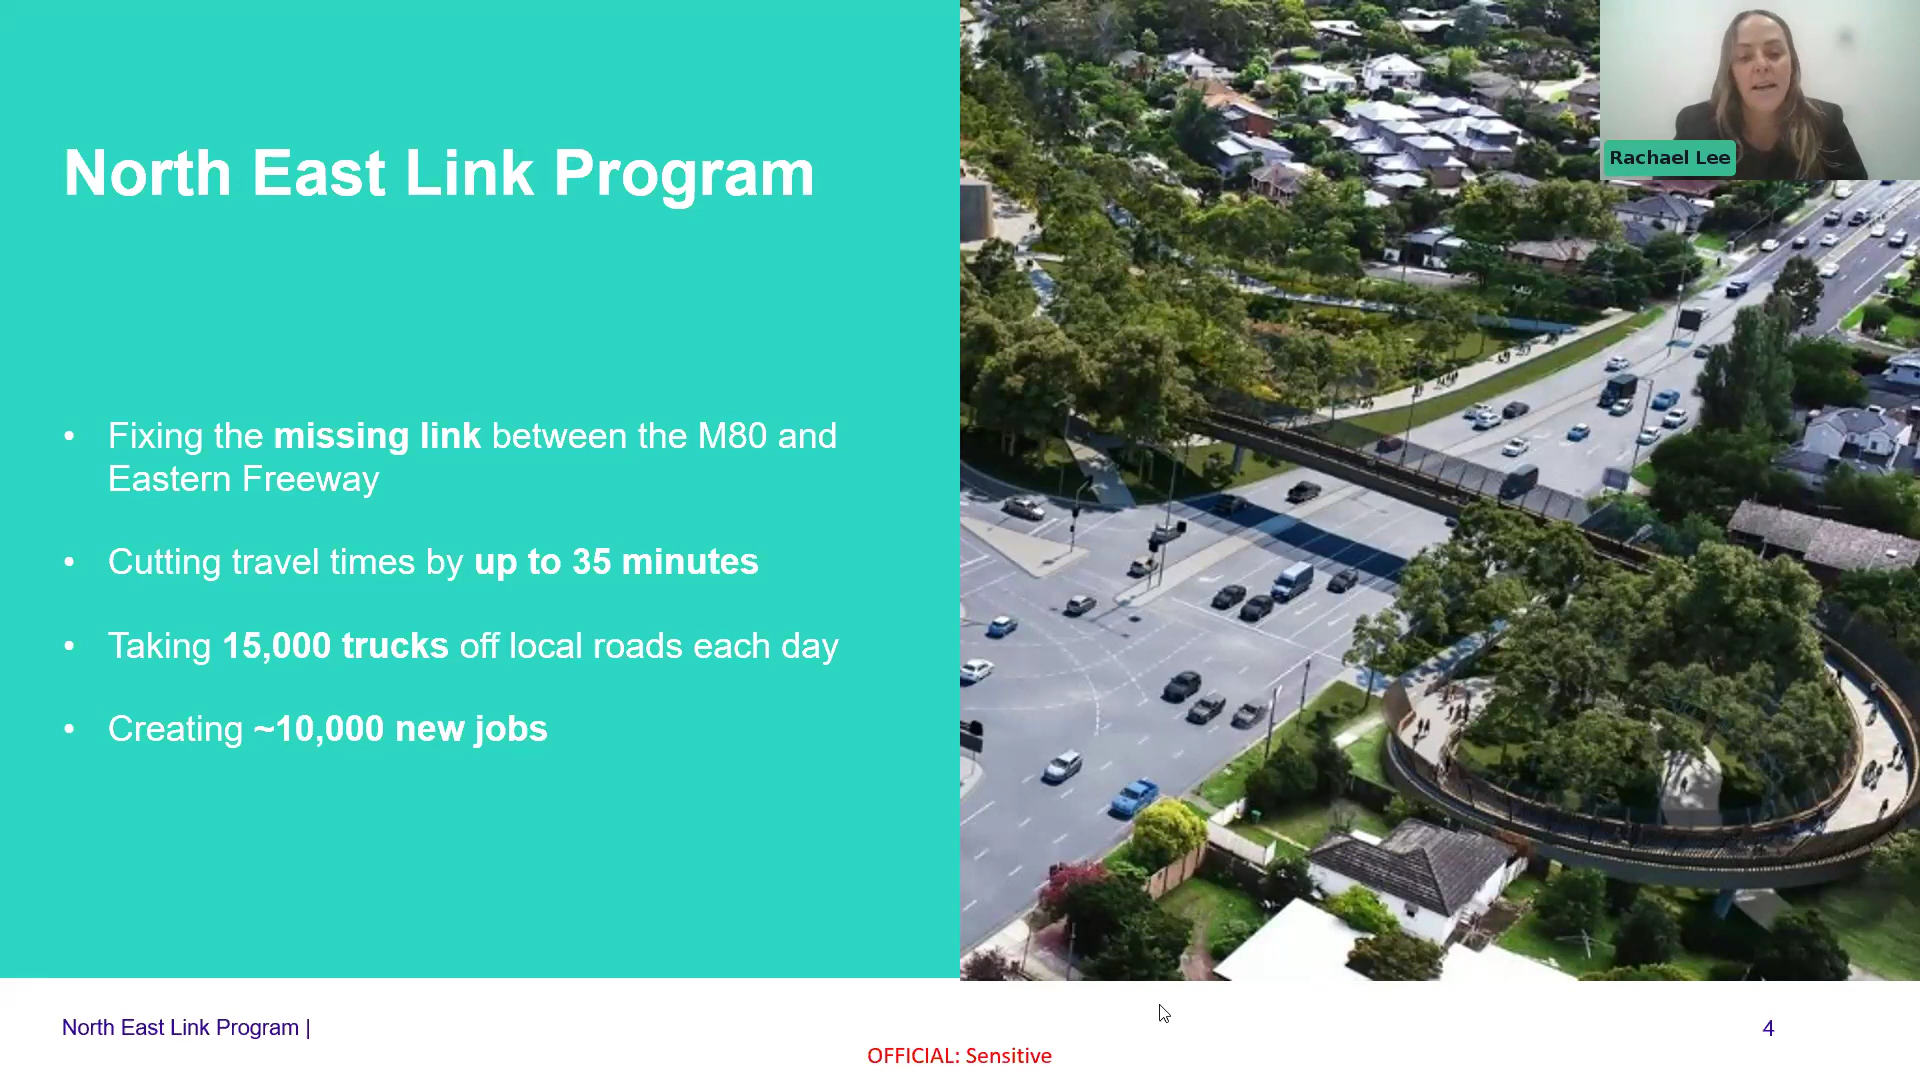 North East Link Program
• Fixing the missing link between the M80 and
Eastern Freeway
• Cutting travel times by up to 35 minutes
• Taking 15,000 trucks off local roads each day
• Creating ~10,000 new jobs
Rachael Lee
North East Link Program |
4
OFFICIAL: Sensitive